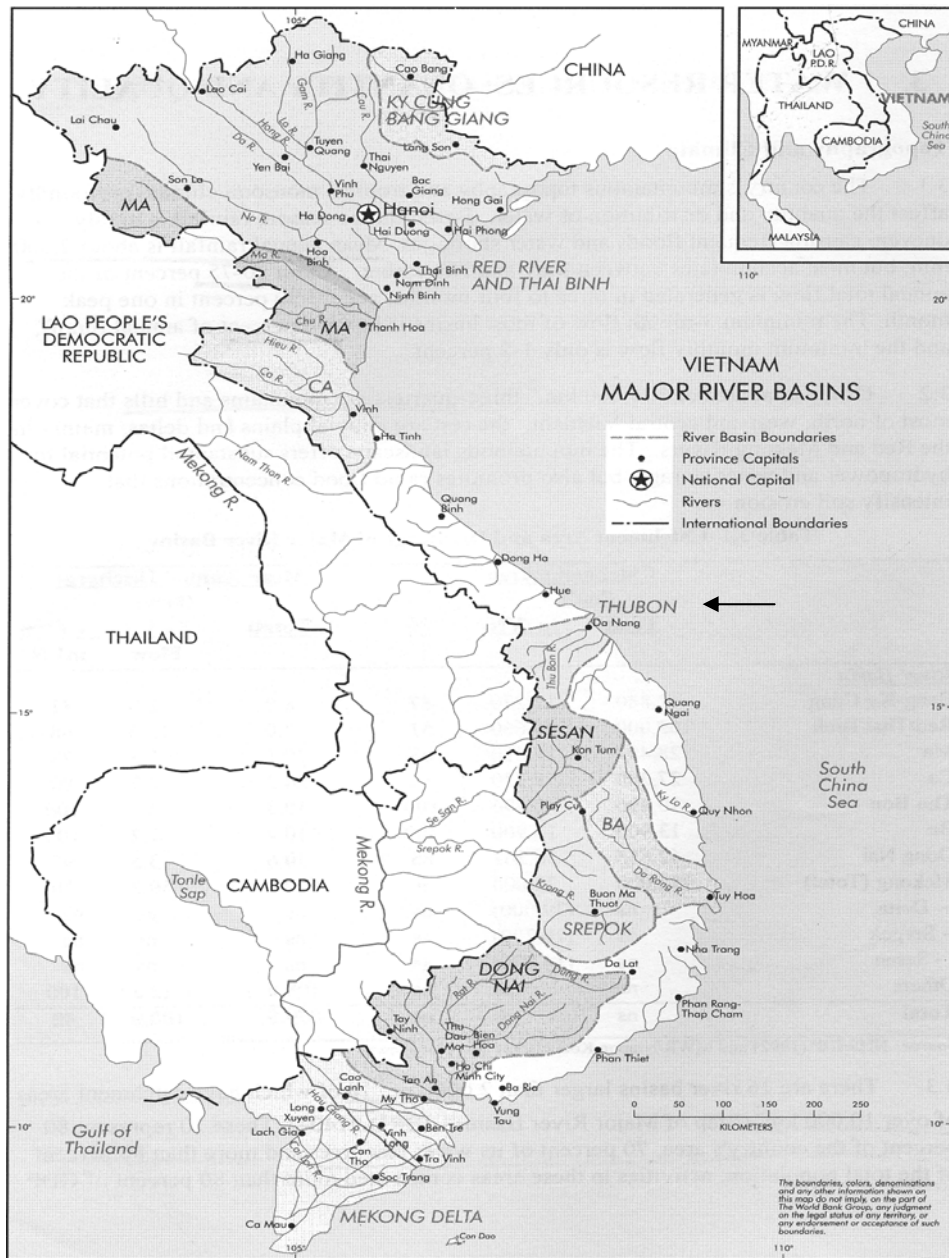 105°
Ha Giang
Cao Bang
CHINA
Lao Cai
Gam R.
Cau R.
KY CUNG
BANG GIANG
Lai Chau
Lo R.
Hong R.
Da R.
Tuyen
Quang
Lang Son
Yen Bai
Thai
Nguyen
Son La
Vinh
Phu
Bac
Giang
MA
Hanoi
Hong Gai
Ha Dong
Na R.
Hai Duong
Hai Phong
Hoa
Binh
Ma R.
Thai Binh
RED RIVER
AND THAI BINH
Nam Dinh
Ninh Binh
20°
LAO PEOPLE'S
DEMOCRATIC
REPUBLIC
Chu R.
MA
Thanh Hoa
Hieu R.
Ca R.
CA
Vinh
Ha Tinh
Mekong R.
Nam Than R.
Quang
Binh
Dong Ha
Hue
THUBON
Da Nang
THAILAND
Thu Bon R.
15°
15°
Quang
Ngai
SESAN
Kon Tum
South
China
Sea
Play Cu
Ky Lo R.
Quy Nhon
Se San R.
BA
Srepok R.
Mekong R.
Tonle
Sap
CAMBODIA
Krong R.
Da Rang R.
Buon Ma
Thuot
Tuy Hoa
SREPOK
Nha Trang
DONG
NAI
Da Lat
Dung R.
Bat R.
Dong Nai R.
Phan Rang-
Thap Cham
Tay
Ninh
Thu
Dau
Mot
Bien
Hoa
Phan Thiet
Ho Chi
Minh City
Cao
Lanh
Tan An
Ba Ria
My Tho
Vung
Tau
Long
Xuyen
Hau Giang R.
Gulf of
Thailand
Lach Gio
Vinh
Long
Ben Tre
10°
10°
Can
Tho
Cai Lon R.
Tra Vinh
Soc Trang
MEKONG DELTA
Ca Mau
Con Dao
105°
110°
VIETNAM
MAJOR RIVER BASINS
River Basin Boundaries
Province Capitals
National Capital
Rivers
International Boundaries
CHINA
MYANMAR
LAO
P.D.R.
THAILAND
VIETNAM
CAMBODIA
South
China
Sea
MALAYSIA
110°
20°
0 50 100 150 200 250
KILOMETERS
The boundaries, colors, denominations
and any other information shown on
this map do not imply, on the part of
The World Bank Group, any judgment
on the legal status of any territory, or
any endorsement or acceptance of such
boundaries.